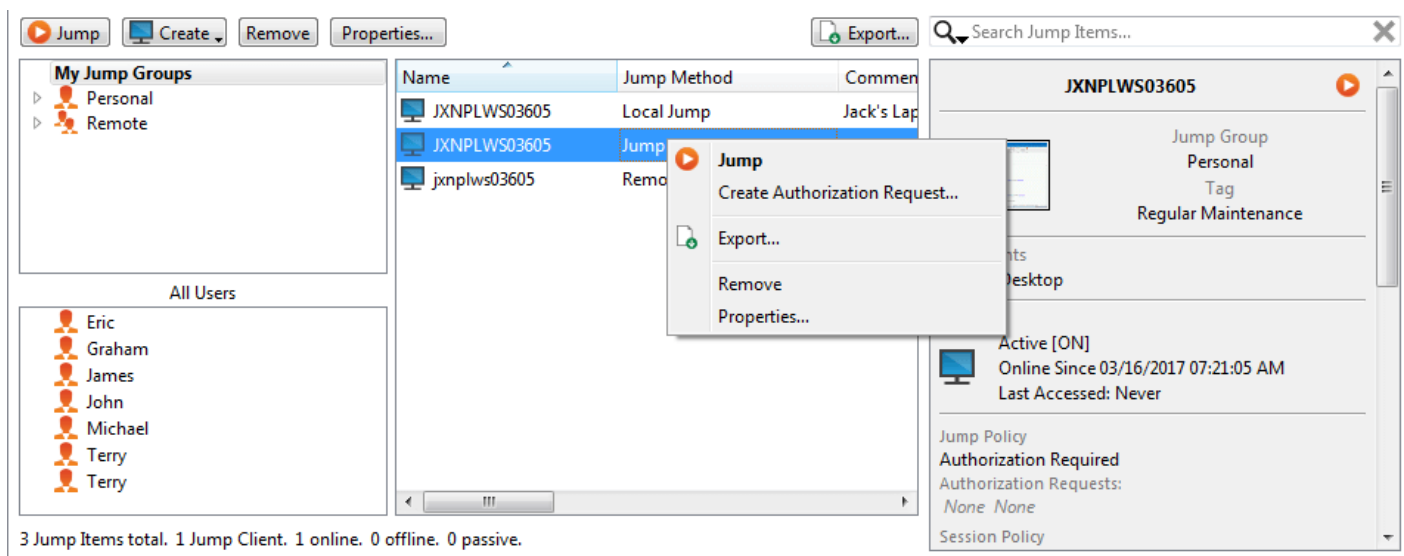 Jump Create Remove Properties... Export... Search Jump Items...
My Jump Groups
Personal
Remote
All Users
Eric
Graham
James
John
Michael
Terry
Terry
Name Jump Method Commen
JXNPLWS03605 Local Jump Jack's Lap
JXNPLWS03605 Jump
jxnplws03605 Remo
Jump
Create Authorization Request...
Export...
Remove
Properties...
JXNPLWS03605
Jump Group
Personal
Tag
Regular Maintenance
nts
Desktop
Active [ON]
Online Since 03/16/2017 07:21:05 AM
Last Accessed: Never
Jump Policy
Authorization Required
Authorization Requests:
None None
Session Policy
3 Jump Items total. 1 Jump Client. 1 online. 0 offline. 0 passive.